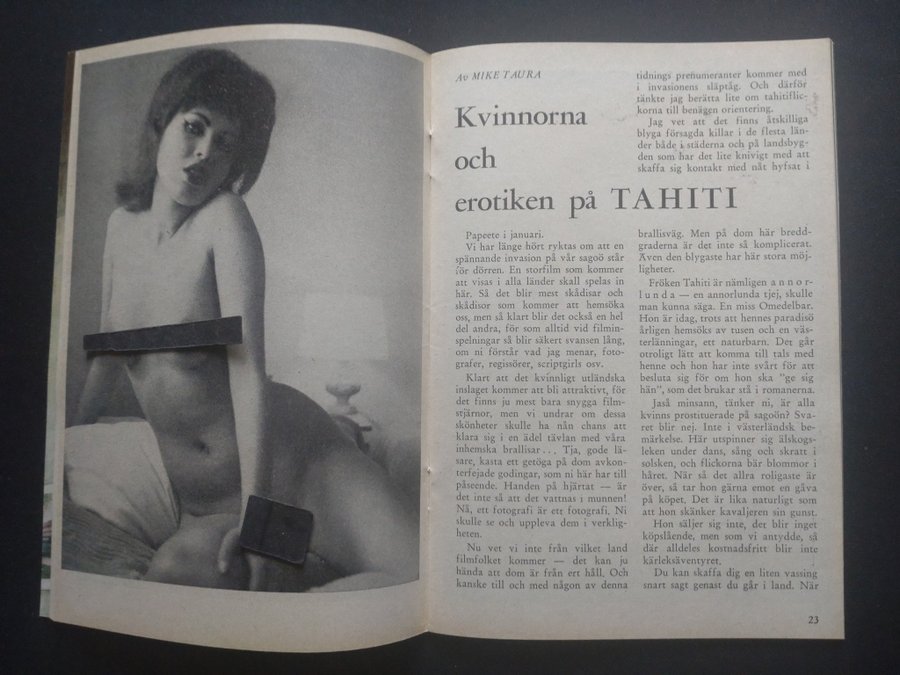 Av MIKE TAURA
Kvinnorna
och
erotiken på TAHITI
Papeete i januari.
Vi har länge hört ryktas om att en
spännande invasion på vår sagoö står
för dörren. En storfilm som kommer
att visas i alla länder skall spelas in
här. Så det blir mest skådisar och
skådisor som kommer att hemsöka
oss, men så klart blir det också en hel
del andra, för som alltid vid filmin-
spelningar så blir säkert svansen lång,
om ni förstår vad jag menar, foto-
grafer, regissörer, scriptgirls osv.
Klart att det kvinnligt utländska
inslaget kommer att bli attraktivt, för
det finns ju mest bara snygga film-
stjärnor, men vi undrar om dessa
skönheter skulle ha nån chans att
klara sig i en ädel tävlan med våra
inhemska brallisar... Tja, gode lä-
sare, kasta ett getöga på dom avkon-
terfejade godingar, som ni här har till
påseende. Handen på hjärtat — är
det inte så att det vattnas i munnen!
Nå, ett fotografi är ett fotografi. Ni
skulle se och uppleva dem i verklig-
heten.
Nu vet vi inte från vilket land
filmfolket kommer — det kan ju
hända att dom är från ert håll. Och
kanske till och med någon av denna
tidnings prenumeranter kommer med
i invasionens släptåg. Och därför
tänkte jag berätta lite om tahitiflic-
korna till benägen orientering.
Jag vet att det finns åtskilliga
blyga försagda killar i de flesta län-
der både i städerna och på landsbyg-
den som har det lite knivigt med att
skaffa sig kontakt med nåt hyfsat i
brallisväg. Men på dom här bredd-
graderna är det inte så komplicerat.
Även den blygaste har här stora möj-
ligheter.
Fröken Tahiti är nämligen annor-
lunda — en annorlunda tjej, skulle
man kunna säga. En miss Omedelbar.
Hon är idag, trots att hennes paradisö
årligen hemsöks av tusen och en väs-
terlänningar, ett naturbarn. Det går
otroligt lätt att komma till tals med
henne och hon har inte svårt för att
besluta sig för om hon ska "ge sig
hän", som det brukar stå i romanerna.
Jaså minsann, tänker ni, är alla
kvinns prostituerade på sagoön? Sva-
ret blir nej. Inte i västerländsk be-
märkelse. Här utspinner sig älskogs-
leken under dans, sång och skratt i
solsken, och flickorna bär blommor i
håret. När så det allra roligaste är
över, så tar hon gärna emot en gåva
på köpet. Det är lika naturligt som
att hon skänker kavaljeren sin gunst.
Hon säljer sig inte, det blir inget
köpslående, men som vi antydde, så
där alldeles kostnadsfritt blir inte
kärleksäventyret.
Du kan skaffa dig en liten vassing
snart sagt genast du går i land. När
23